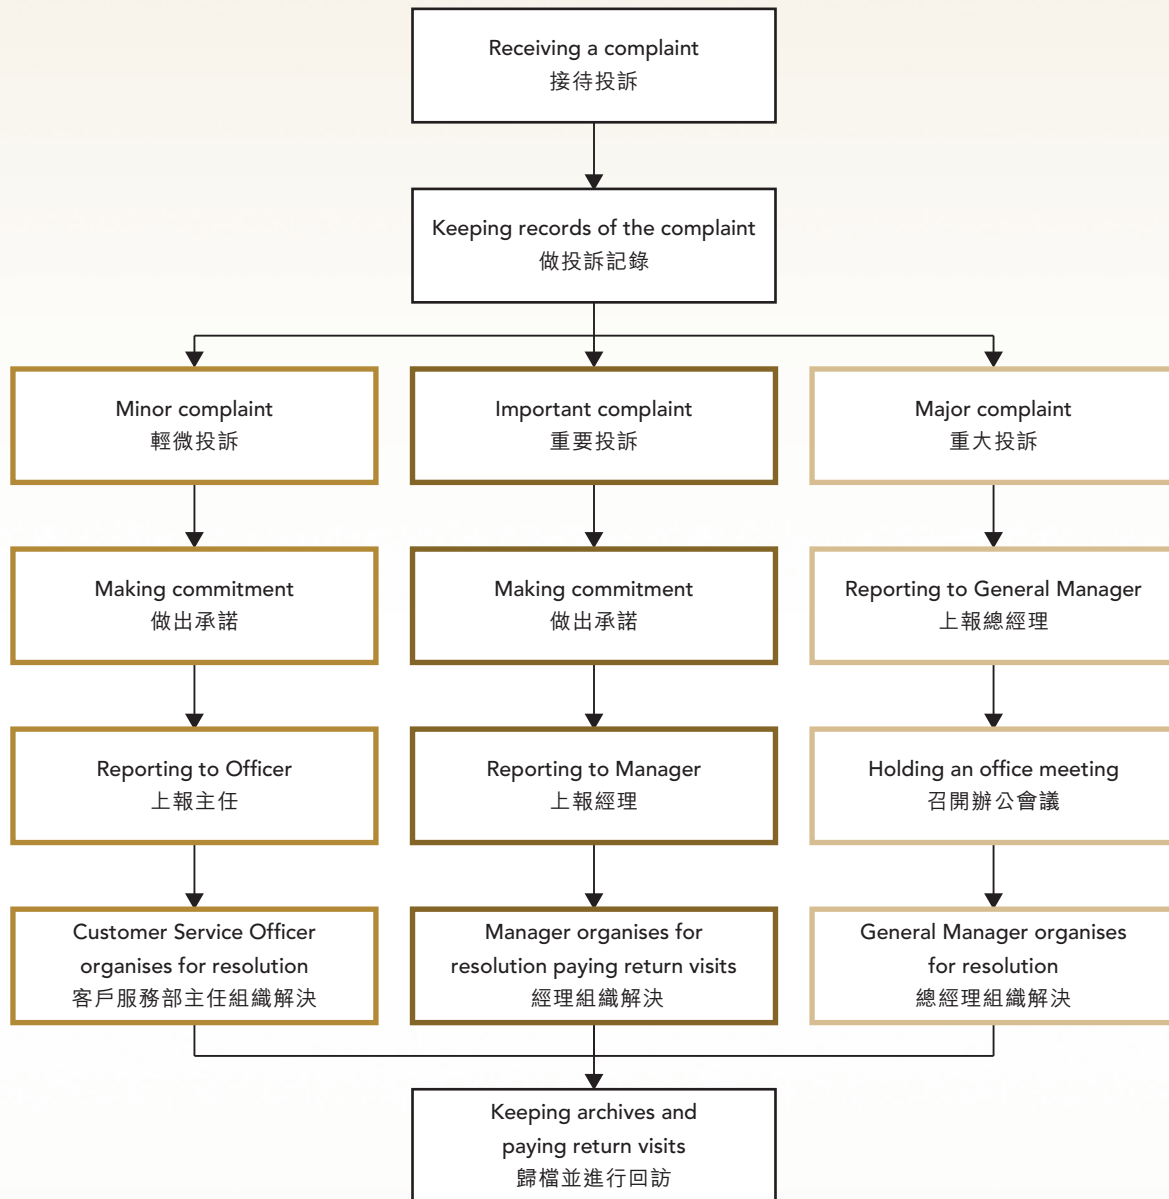 Receiving a complaint
接待投訴
Keeping records of the complaint
做投訴記錄
Minor complaint
輕微投訴
Important complaint
重要投訴
Major complaint
重大投訴
Making commitment
做出承諾
Making commitment
做出承諾
Reporting to General Manager
上報總經理
Reporting to Officer
上報主任
Reporting to Manager
上報經理
Holding an office meeting
召開辦公會議
Customer Service Officer
organises for resolution
客戶服務部主任組織解決
Manager organises for
resolution paying return visits
經理組織解決
General Manager organises
for resolution
總經理組織解決
Keeping archives and
paying return visits
歸檔並進行回訪